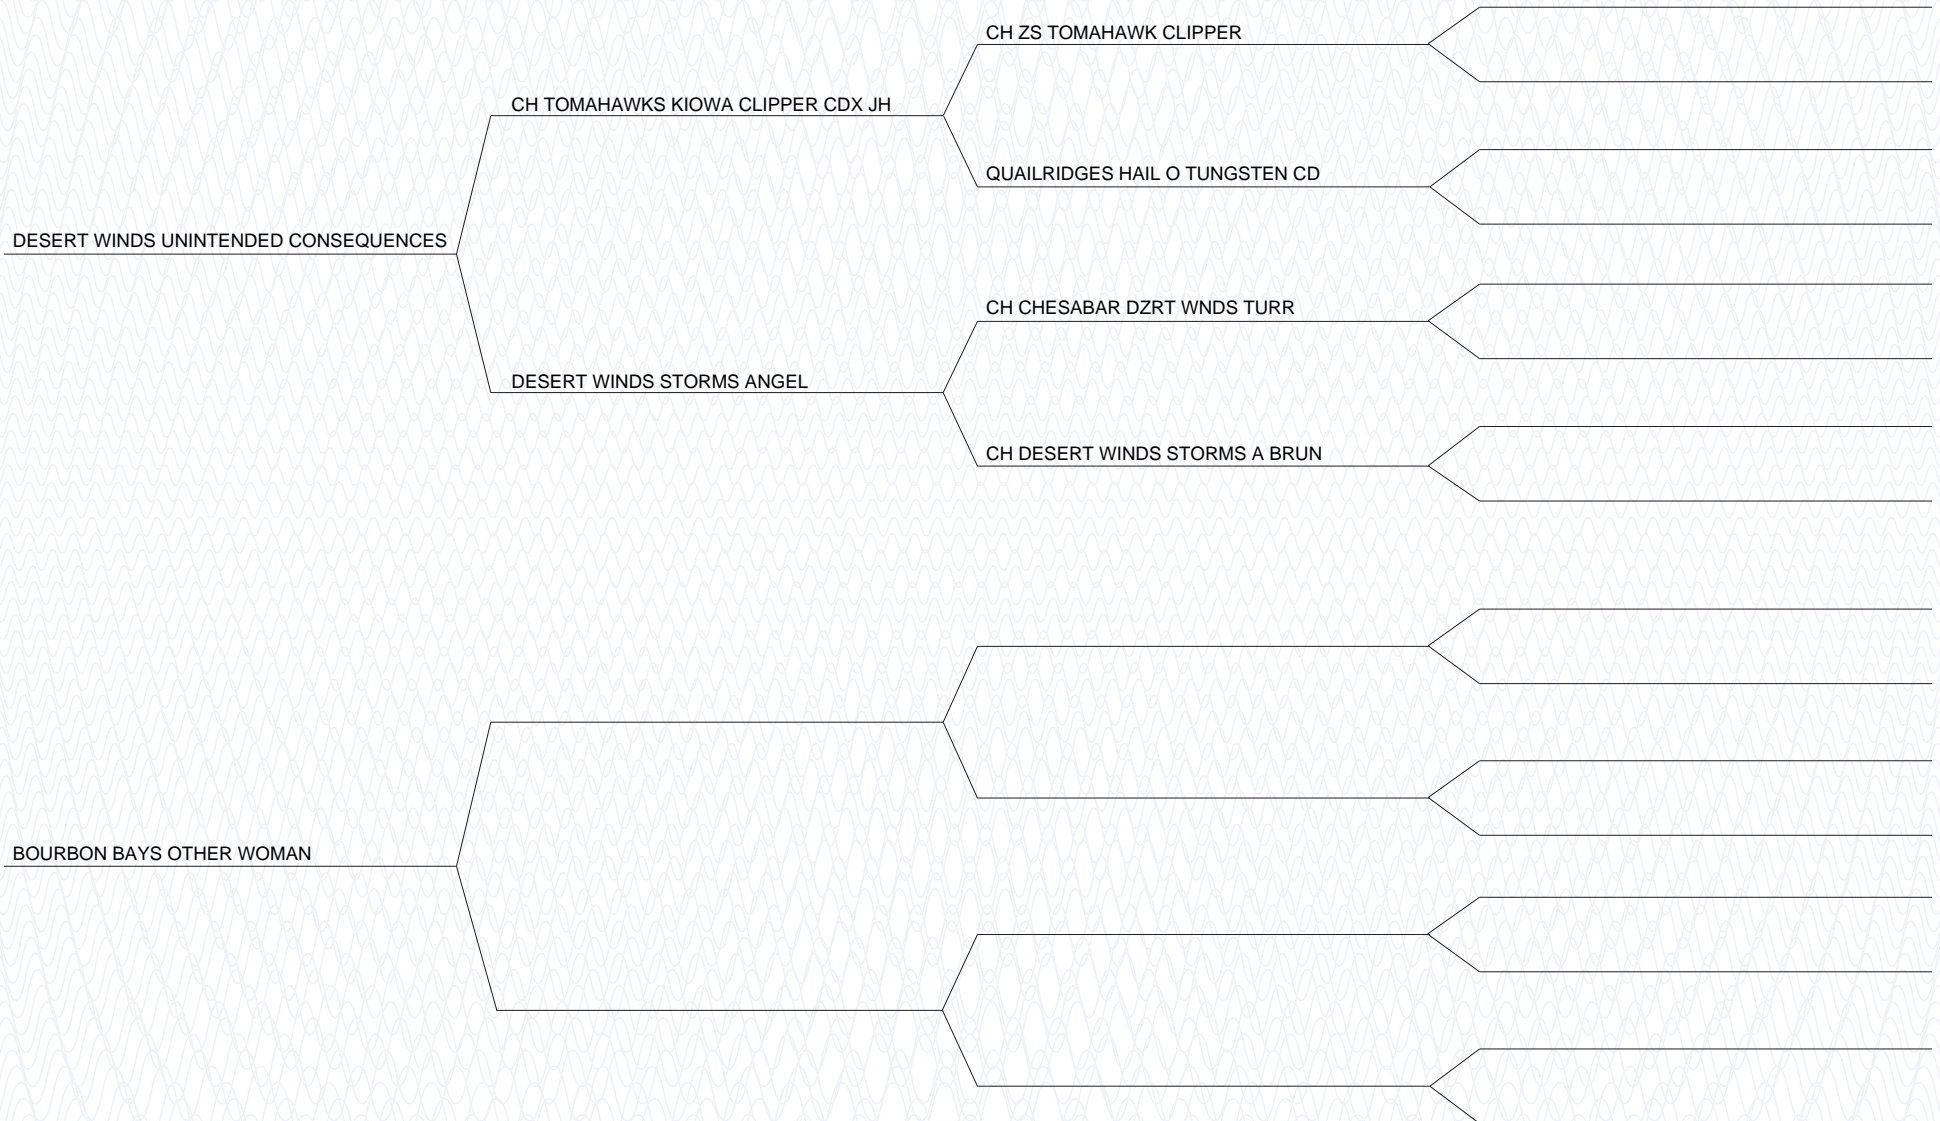 CH ZS TOMAHAWK CLIPPER
CH TOMAHAWKS KIOWA CLIPPER CDX JH
QUAILRIDGES HAIL O TUNGSTEN CD
DESERT WINDS UNINTENDED CONSEQUENCES
CH CHESABAR DZRT WNDS TURR
DESERT WINDS STORMS ANGEL
CH DESERT WINDS STORMS A BRUN
BOURBON BAYS OTHER WOMAN